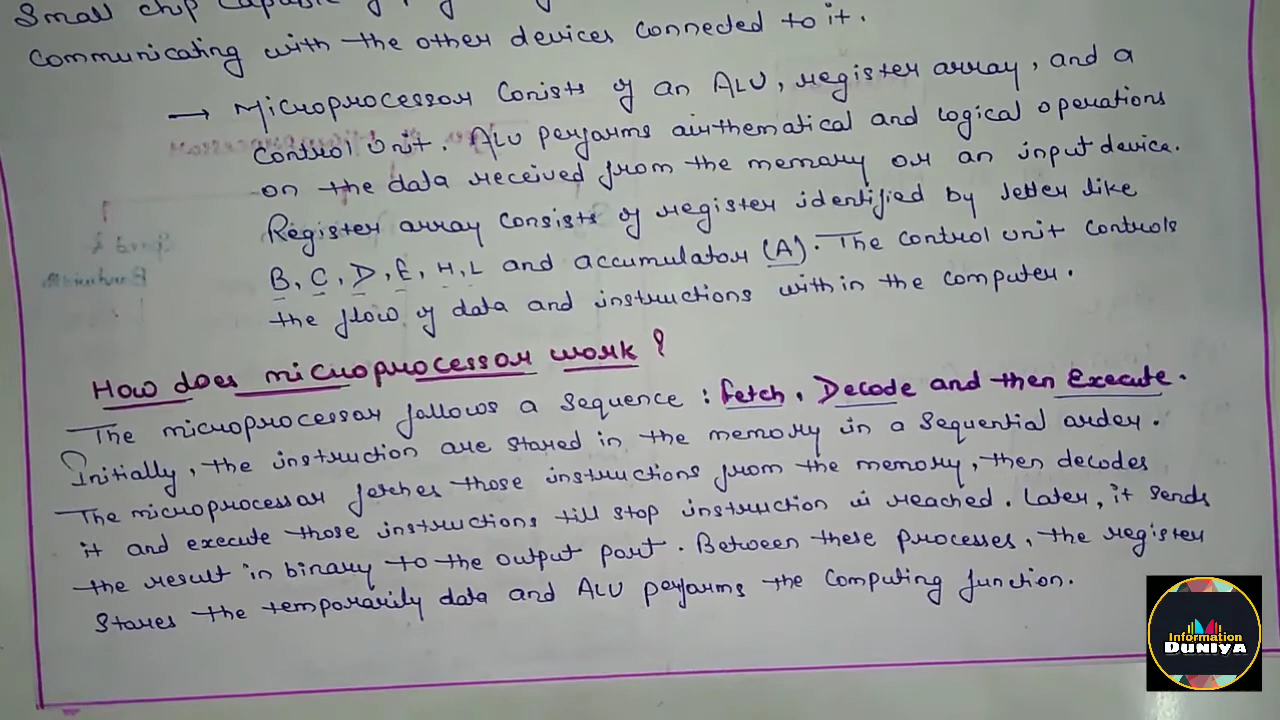 Small chip
communicating with the other devices connected to it.
→ Microprocessor conists of an ALU, register array, and a
control unit. ALU performs airthematical and logical operations
on the data received from the memory or an input device.
Register array consists of register identified by letter like
B, C, D, E, H, L and accumulator (A). The control unit controls
the flow of data and instructions within the computer.
How does microprocessor work?
The microprocessor follows a sequence : Fetch, Decode and then Execute.
Initially, the instruction are stored in the memory in a sequential order.
The microprocessor fetches those instructions from the memory, then decodes
it and execute those instructions till stop instruction is reached. Later, it sends
the result in binary to the output port. Between these processes, the register
stores the temporarily data and ALU performs the computing function.
Information
Duniya